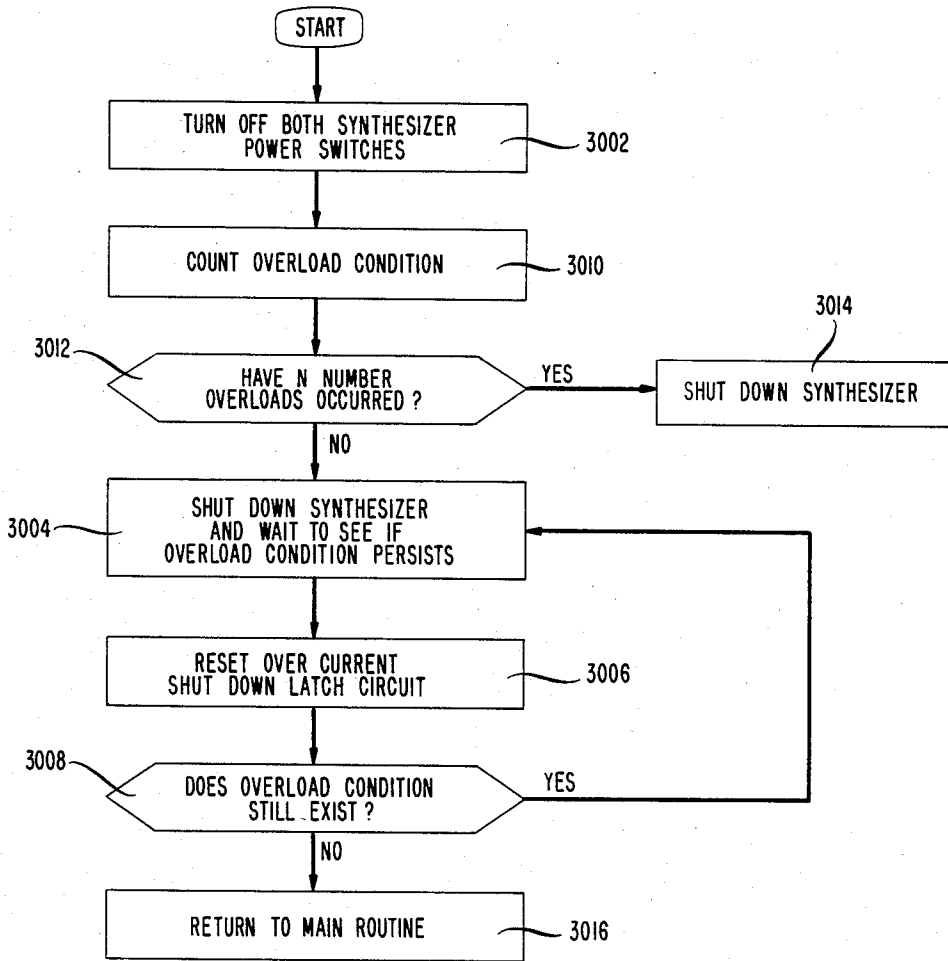 START
TURN OFF BOTH SYNTHESIZER
POWER SWITCHES
3002
COUNT OVERLOAD CONDITION
3010
3012
HAVE N NUMBER
OVERLOADS OCCURRED ?
YES
3014
SHUT DOWN SYNTHESIZER
NO
3004
SHUT DOWN SYNTHESIZER
AND WAIT TO SEE IF
OVERLOAD CONDITION PERSISTS
RESET OVER CURRENT
SHUT DOWN LATCH CIRCUIT
3006
3008
DOES OVERLOAD CONDITION
STILL EXIST ?
YES
NO
RETURN TO MAIN ROUTINE
3016